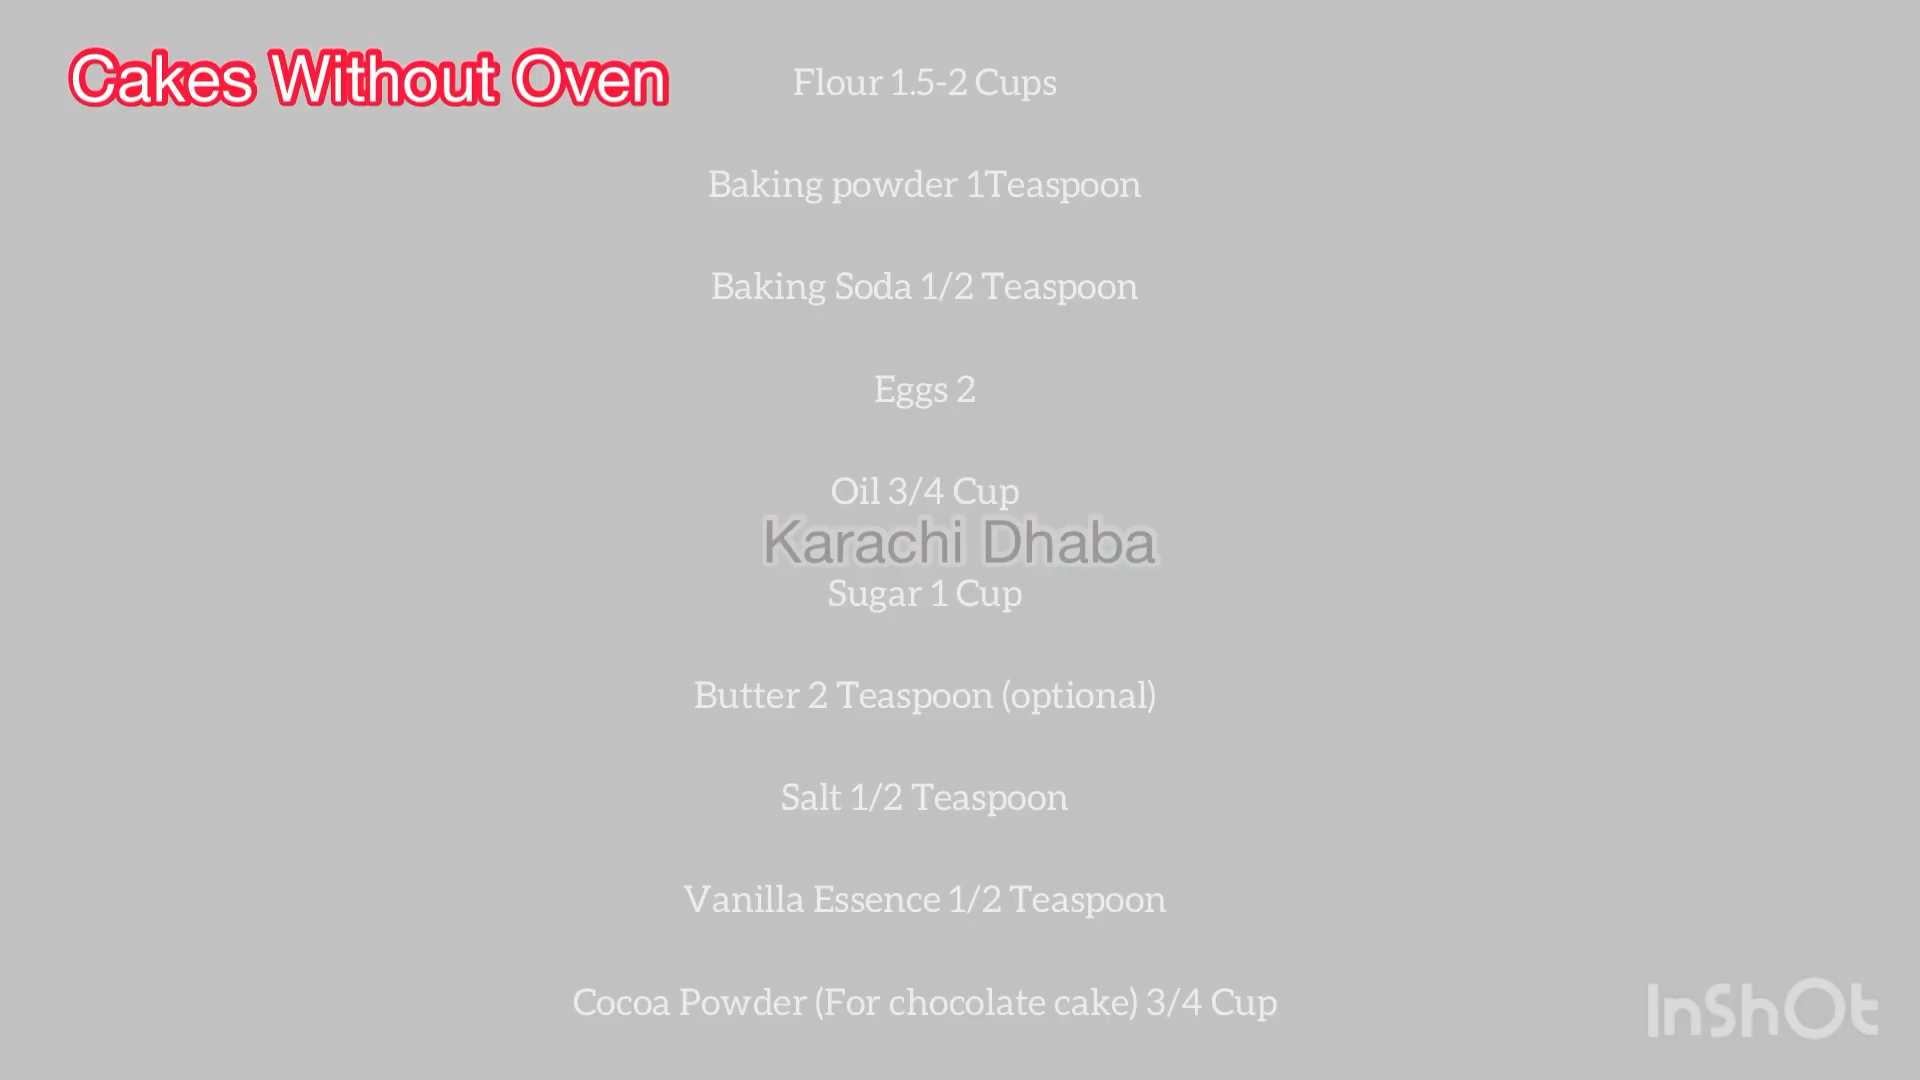 Cakes Without Oven
Flour 1.5-2 Cups
Baking powder 1Teaspoon
Baking Soda 1/2 Teaspoon
Eggs 2
Oil 3/4 Cup
Karachi Dhaba
Sugar 1 Cup
Butter 2 Teaspoon (optional)
Salt 1/2 Teaspoon
Vanilla Essence 1/2 Teaspoon
Cocoa Powder (For chocolate cake) 3/4 Cup
InShOt